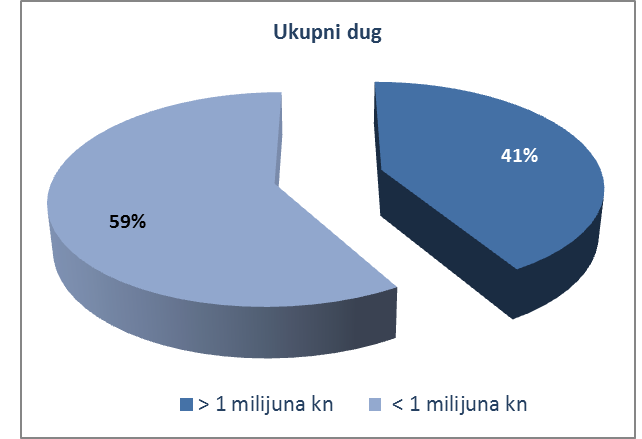 Ukupni dug
41%
59%
> 1 milijuna kn < 1 milijuna kn